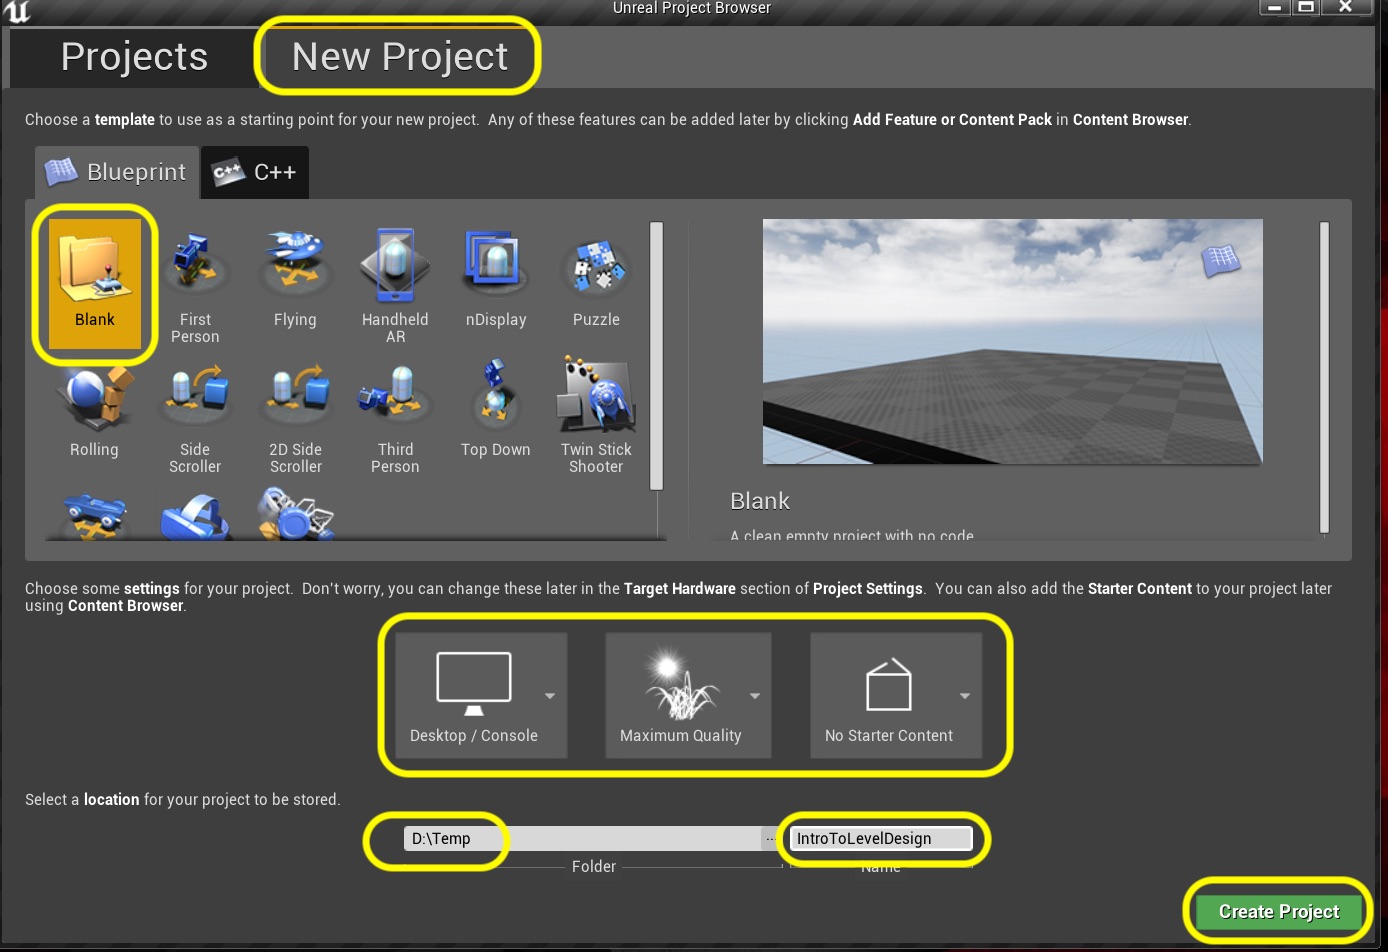 Unreal Project Browser
Projects
New Project
Choose a template to use as a starting point for your new project.  Any of these features can be added later by clicking Add Feature or Content Pack in Content Browser.
Blueprint
C++
C++
Blank
First
Person
Flying
Handheld
AR
nDisplay
Puzzle
Rolling
Side
Scroller
2D Side
Scroller
Third
Person
Top Down
Twin Stick
Shooter
Blank
A clean empty project with no code.
Choose some settings for your project.  Don't worry, you can change these later in the Target Hardware section of Project Settings.  You can also add the Starter Content to your project later
using Content Browser.
Desktop / Console
Maximum Quality
No Starter Content
Select a location for your project to be stored.
D:\Temp
...
IntroToLevelDesign
Folder
Name
Create Project